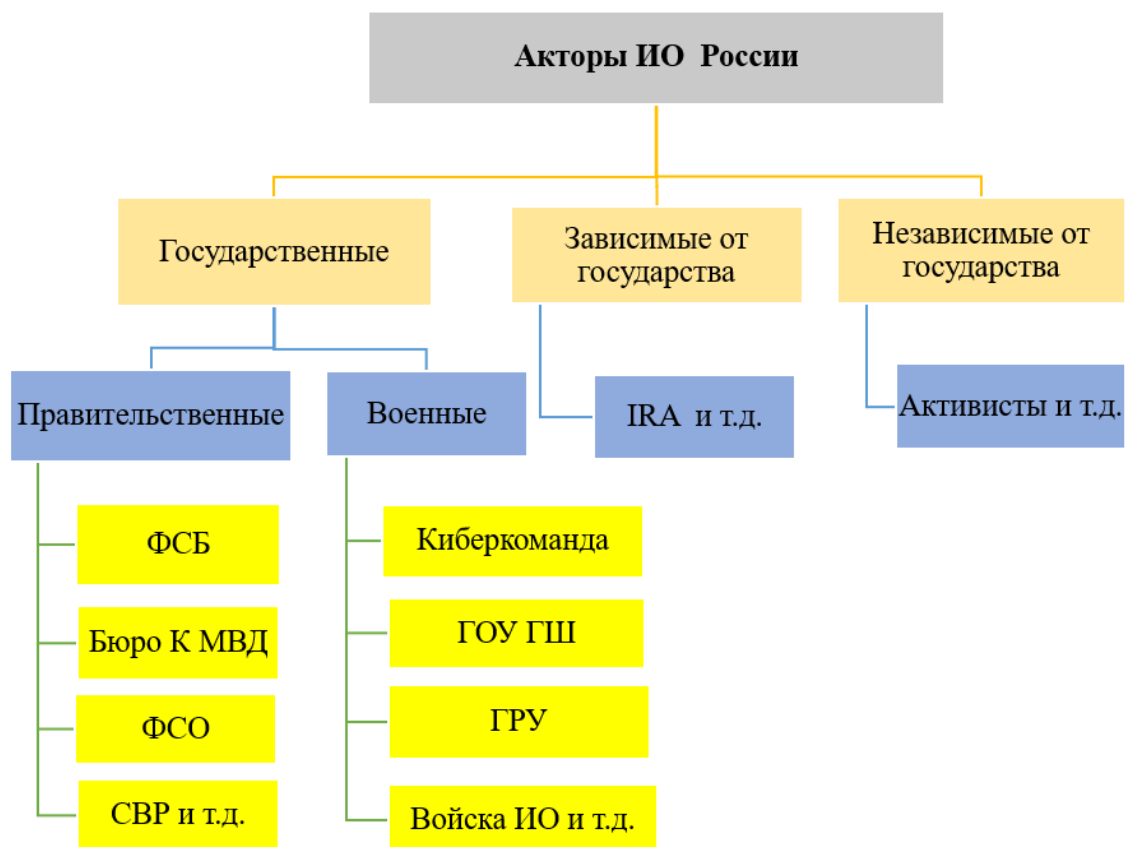 Акторы ИО России
Государственные
Зависимые от
государства
Независимые от
государства
Правительственные
Военные
IRA и т.д.
Активисты и т.д.
ФСБ
Бюро К МВД
ФСО
СВР и т.д.
Киберкоманда
ГОУ ГШ
ГРУ
Войска ИО и т.д.